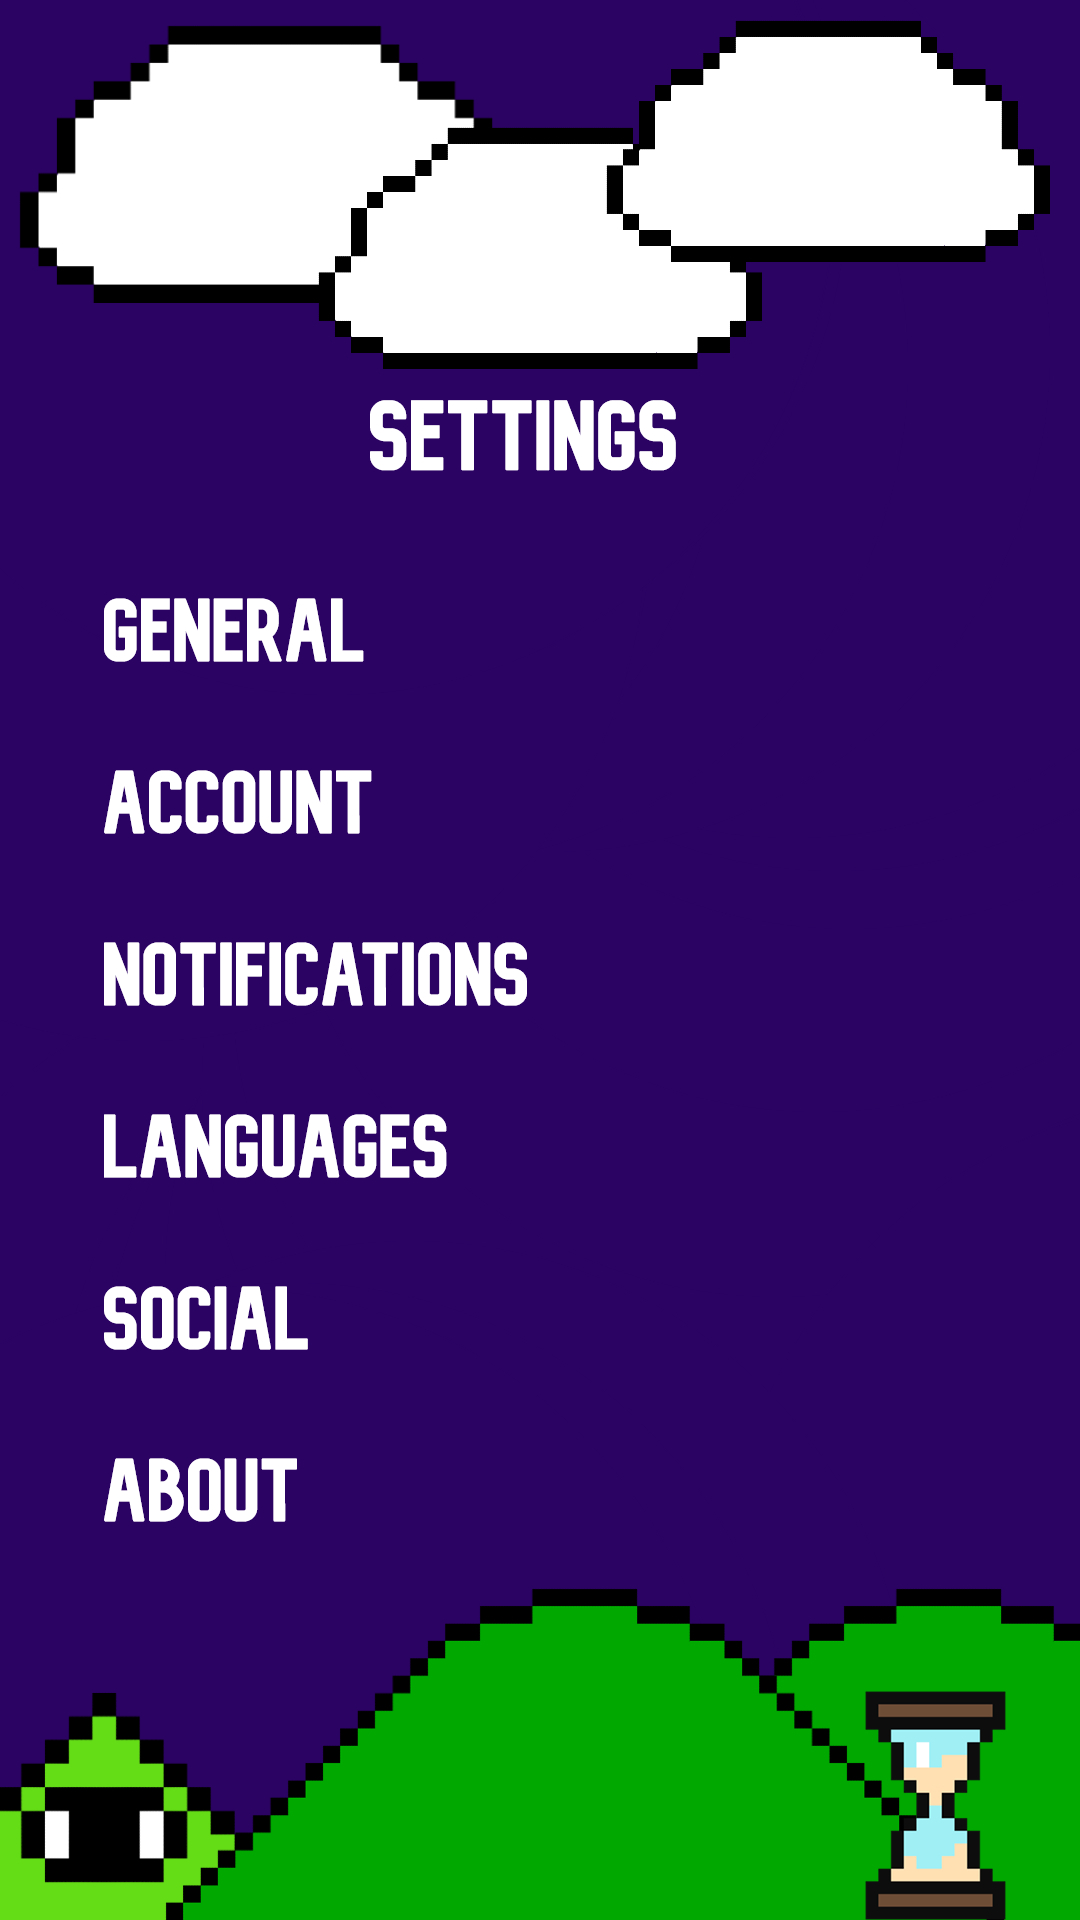 SETTINGS
GENERAL
ACCOUNT
NOTIFICATIONS
LANGUAGES
SOCIAL
ABOUT